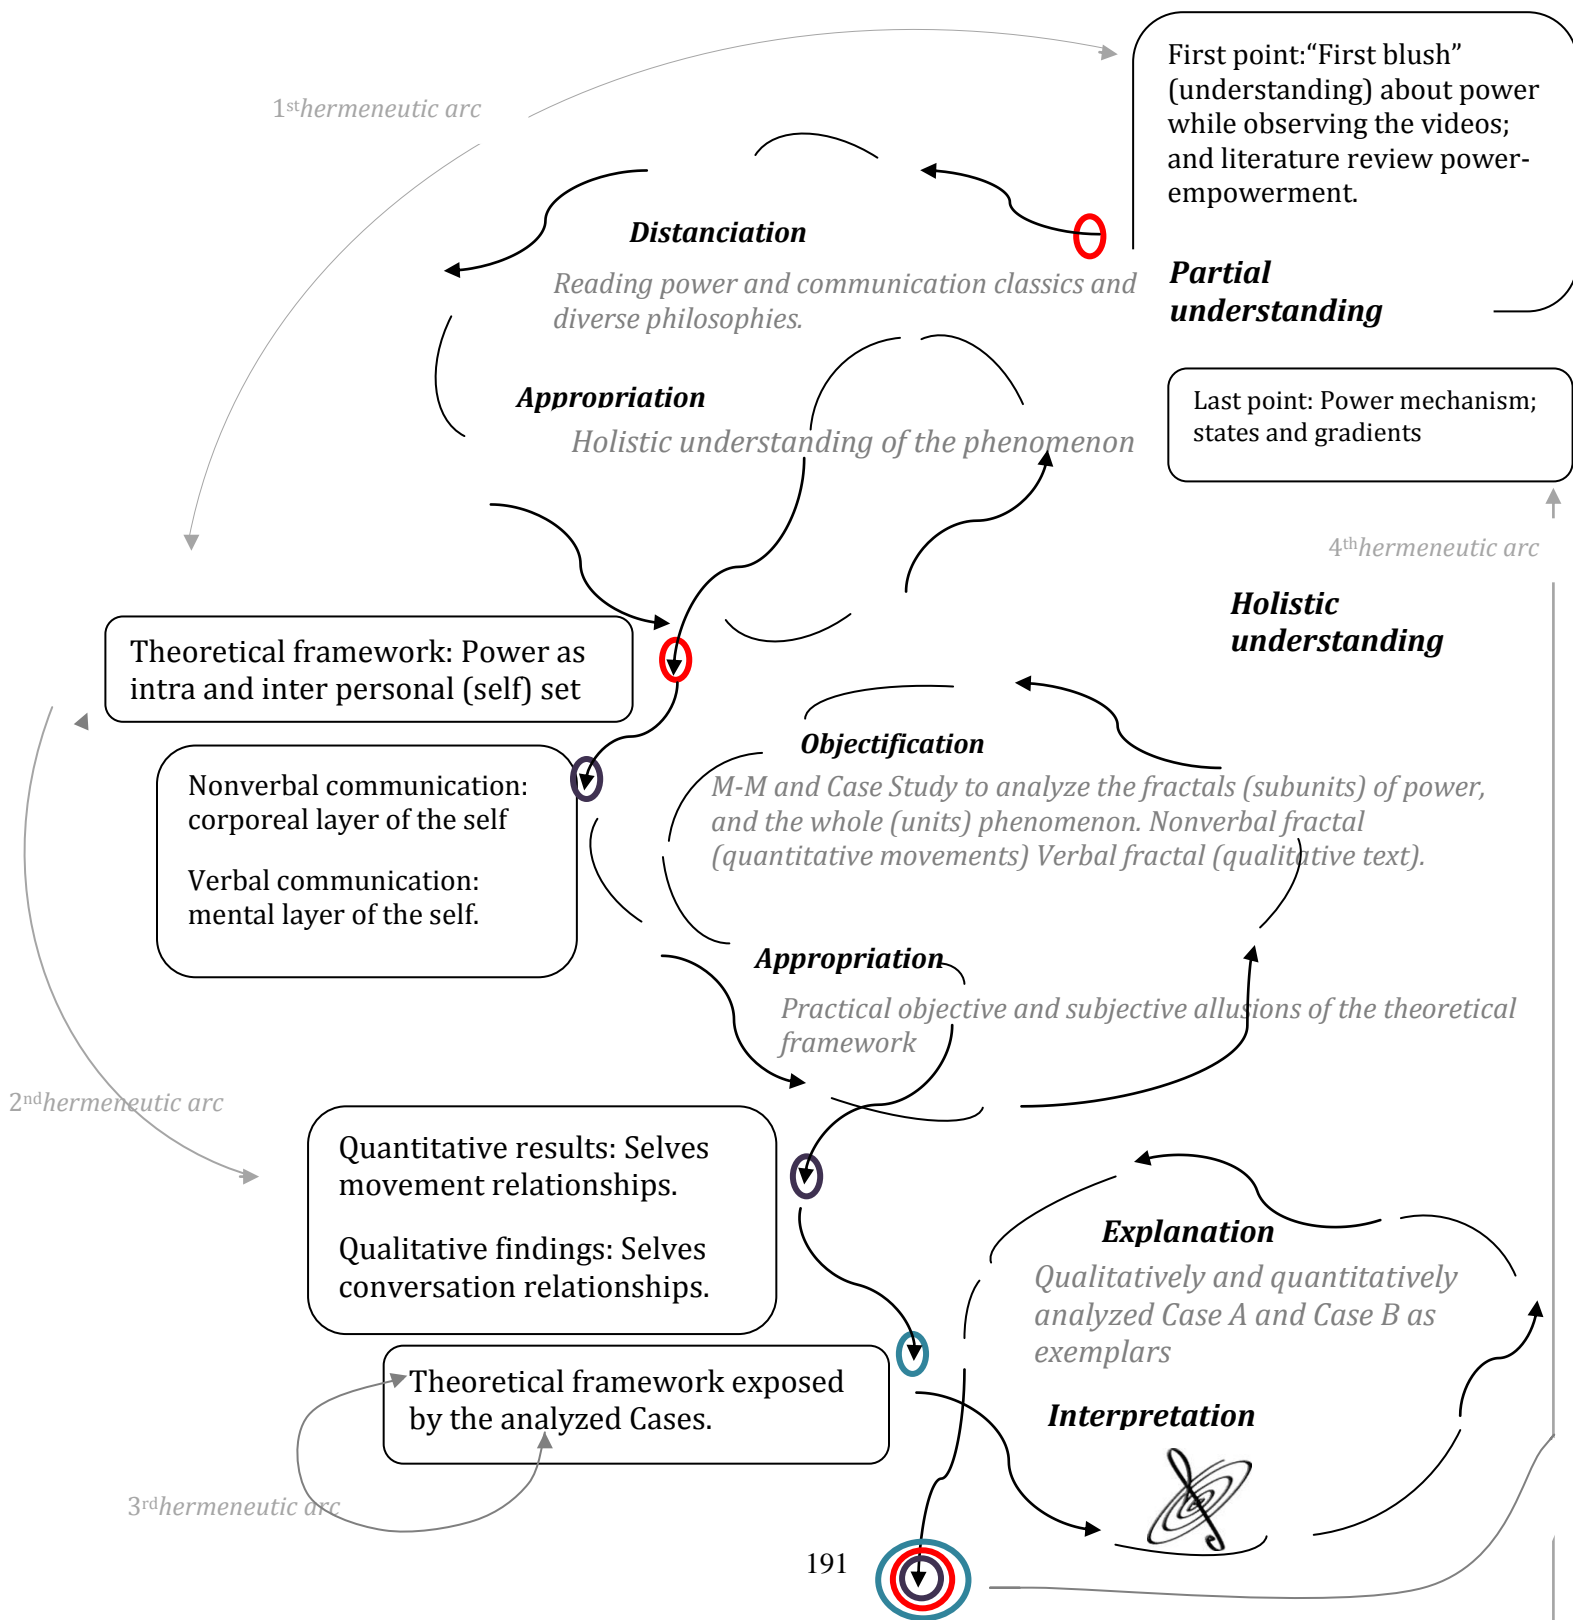 First point:“First blush”
(understanding) about power
while observing the videos;
and literature review power-
empowerment.
1st hermeneutic arc
Distanciation
Reading power and communication classics and
diverse philosophies.
Partial
understanding
Appropriation
Holistic understanding of the phenomenon
Last point: Power mechanism;
states and gradients
4th hermeneutic arc
Holistic
understanding
Theoretical framework: Power as
intra and inter personal (self) set
Nonverbal communication:
corporeal layer of the self
Verbal communication:
mental layer of the self.
Objectification
M-M and Case Study to analyze the fractals (subunits) of power,
and the whole (units) phenomenon. Nonverbal fractal
(quantitative movements) Verbal fractal (qualitative text).
Appropriation
Practical objective and subjective allusions of the theoretical
framework
2nd hermeneutic arc
Quantitative results: Selves
movement relationships.
Qualitative findings: Selves
conversation relationships.
Explanation
Qualitatively and quantitively
analyzed Case A and Case B as
exemplars
Theoretical framework exposed
by the analyzed Cases.
Interpretation
3rd hermeneutic arc
191